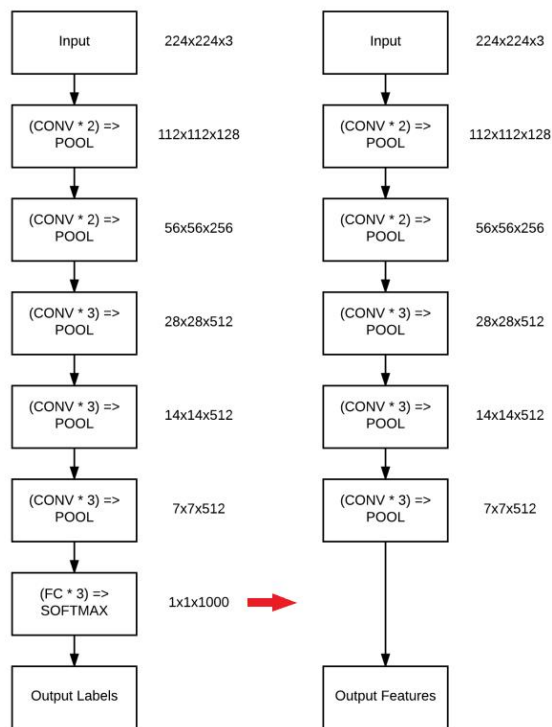 Input
224x224x3
(CONV * 2) =>
POOL
112x112x128
(CONV * 2) =>
POOL
56x56x256
(CONV * 3) =>
POOL
28x28x512
(CONV * 3) =>
POOL
14x14x512
(CONV * 3) =>
POOL
7x7x512
(FC * 3) =>
SOFTMAX
1x1x1000
Output Labels
Input
224x224x3
(CONV * 2) =>
POOL
112x112x128
(CONV * 2) =>
POOL
56x56x256
(CONV * 3) =>
POOL
28x28x512
(CONV * 3) =>
POOL
14x14x512
(CONV * 3) =>
POOL
7x7x512
Output Features